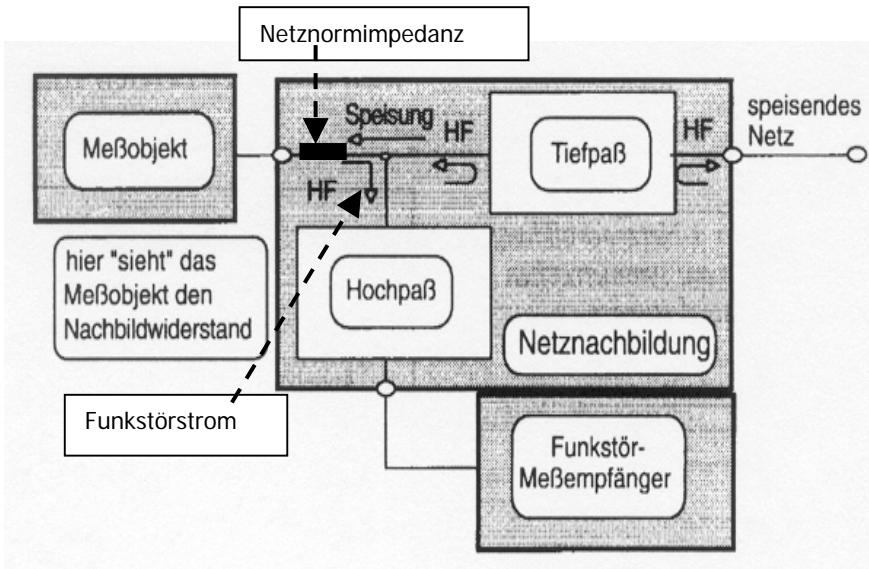 Netznormimpedanz
Speisung
HF
HF
speisendes
Netz
Meßobjekt
Tiefpaß
HF
hier "sieht" das
Meßobjekt den
Nachbildwiderstand
Hochpaß
Netznachbildung
Funkstörstrom
Funkstör-
Meßempfänger